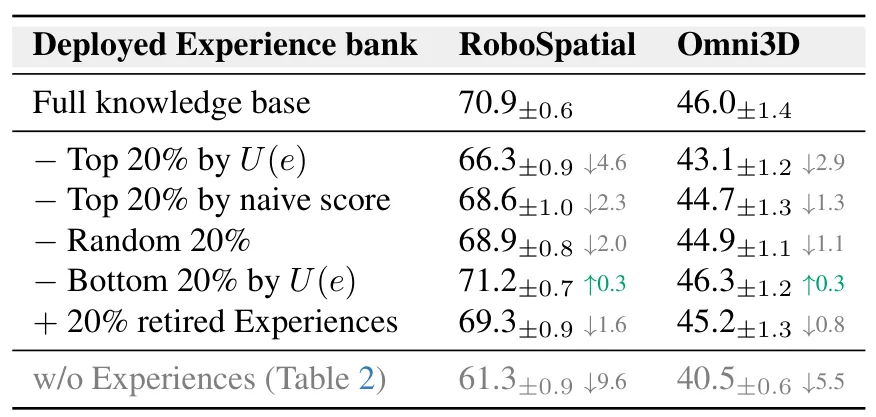 Deployed Experience bank RoboSpatial Omni3D
Full knowledge base 70.9±0.6 46.0±1.4
− Top 20% by U(e) 66.3±0.9 ↓4.6 43.1±1.2 ↓2.9
− Top 20% by naive score 68.6±1.0 ↓2.3 44.7±1.3 ↓1.3
− Random 20% 68.9±0.8 ↓2.0 44.9±1.1 ↓1.1
− Bottom 20% by U(e) 71.2±0.7 ↑0.3 46.3±1.2 ↑0.3
+ 20% retired Experiences 69.3±0.9 ↓1.6 45.2±1.3 ↓0.8
w/o Experiences (Table 2) 61.3±0.9 ↓9.6 40.5±0.6 ↓5.5